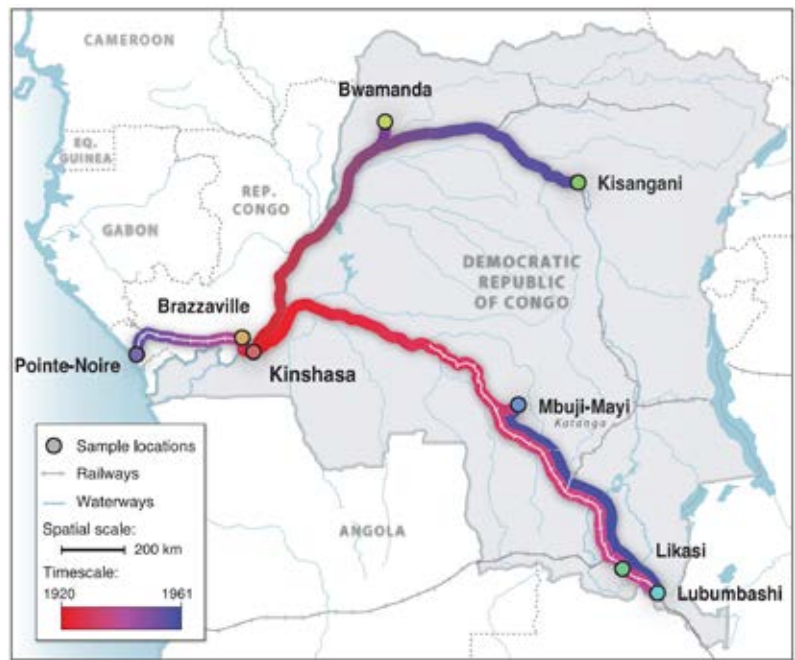 CAMEROON
Bwamanda
EQ.
GUINEA
REP.
CONGO
Kisangani
GABON
DEMOCRATIC
REPUBLIC
OF CONGO
Brazzaville
Pointe-Noire
Kinshasa
Mbuji-Mayi
Katanga
Sample locations
Railways
Waterways
Spatial scale:
200 km
Timescale:
1920 1961
ANGOLA
Likasi
Lubumbashi